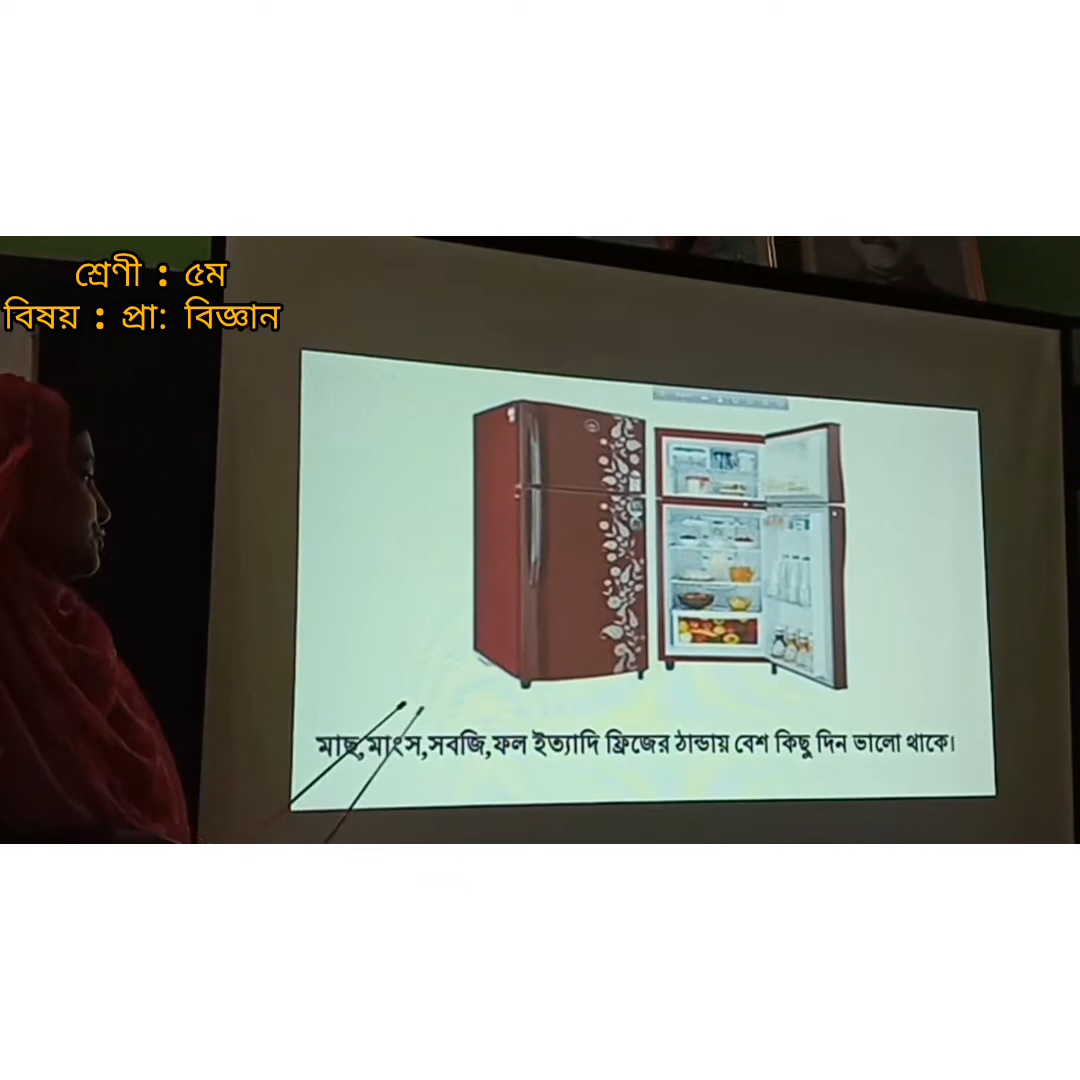 শ্রেণী : ৫ম
বিষয় : প্রা: বিজ্ঞান
মাছ,মাংস,সবজি,ফল ইত্যাদি ফ্রিজের ঠান্ডায় বেশ কিছু দিন ভালো থাকে।